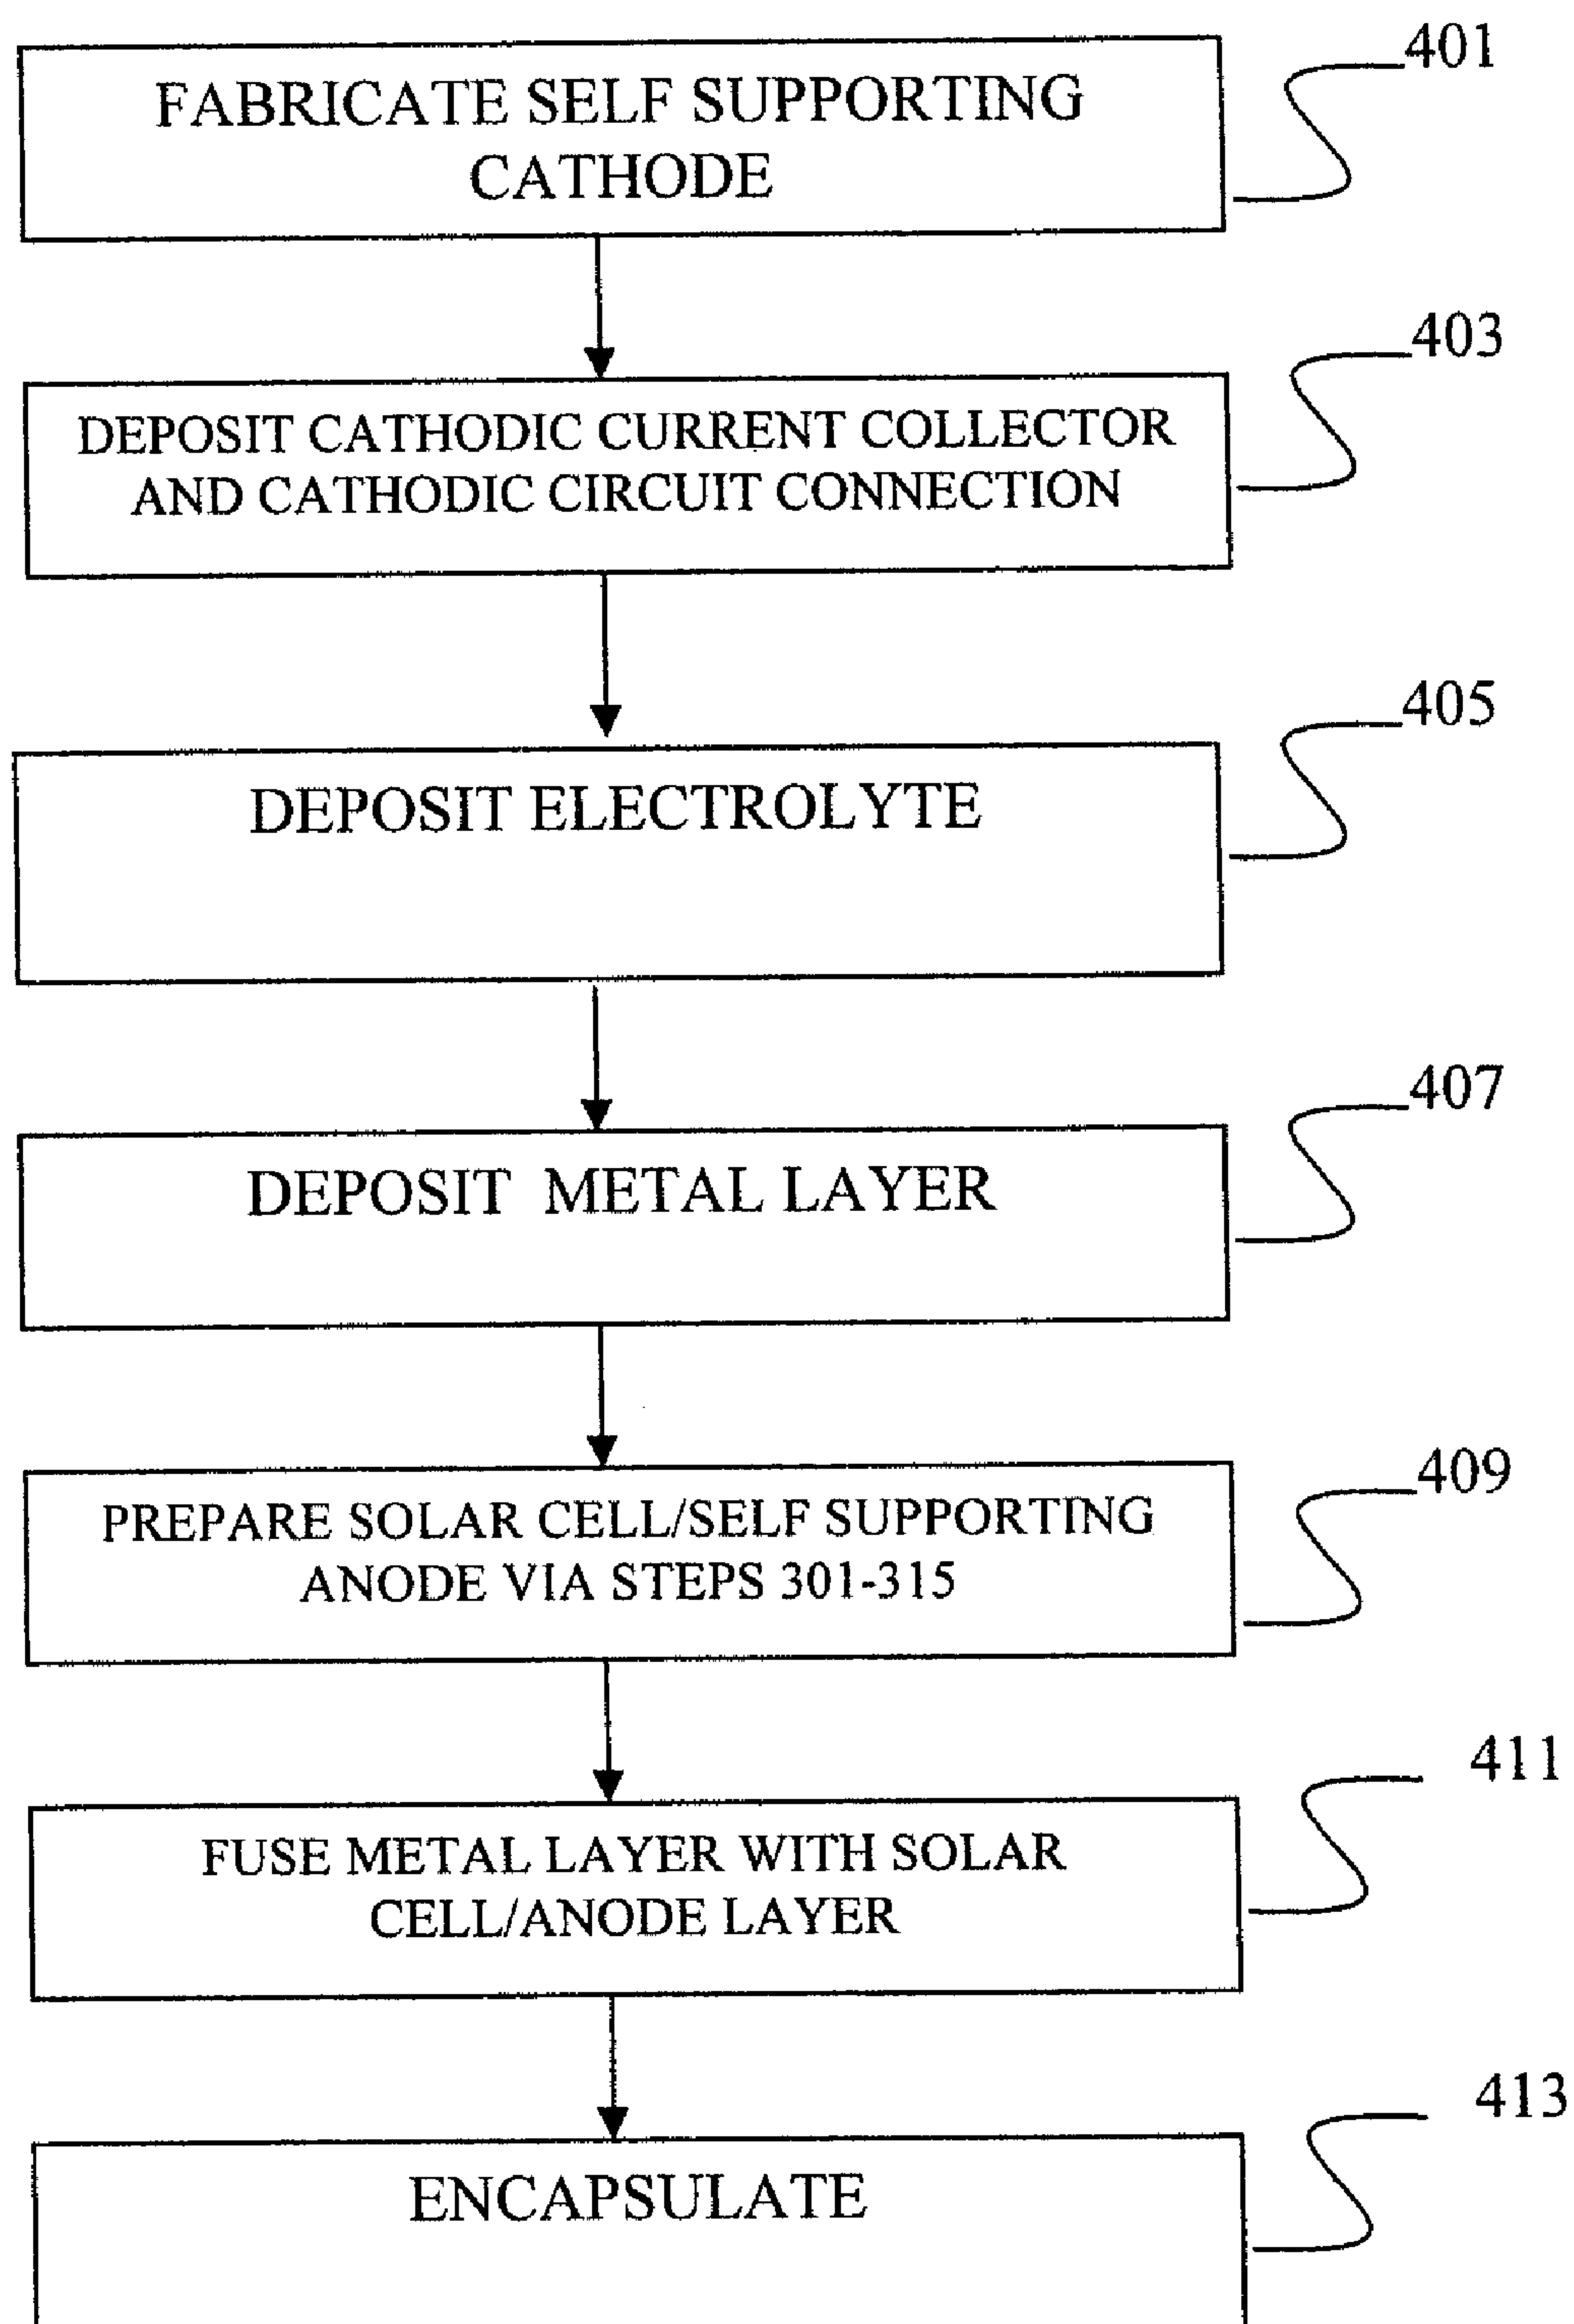 401
FABRICATE SELF SUPPORTING
CATHODE
403
DEPOSIT CATHODIC CURRENT COLLECTOR
AND CATHODIC CIRCUIT CONNECTION
405
DEPOSIT ELECTROLYTE
407
DEPOSIT METAL LAYER
409
PREPARE SOLAR CELL/SELF SUPPORTING
ANODE VIA STEPS 301-315
411
FUSE METAL LAYER WITH SOLAR
CELL/ANODE LAYER
413
ENCAPSULATE